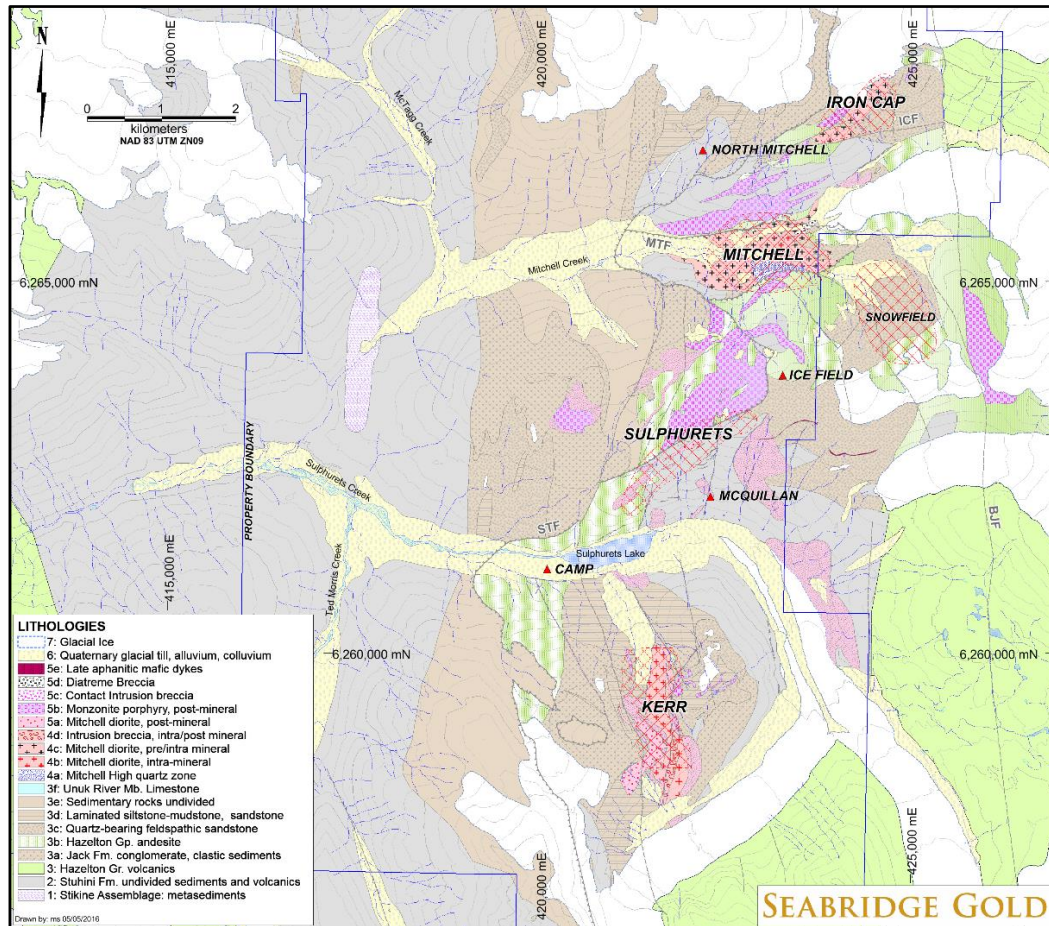 N
0 1 2
kilometers
NAD 83 UTM ZN09
415,000 mE
420,000 mE
425,000 mE
McTagg Creek
IRON CAP
ICF
NORTH MITCHELL
MTF
MITCHELL
Mitchell Creek
6,265,000 mN
6,265,000 mN
SNOWFIELD
ICE FIELD
SULPHURETS
PROPERTY BOUNDARY
Sulphurets Creek
MCQUILLAN
STF
BJF
Sulphurets Lake
CAMP
415,000 mE
Ted Morris Creek
6,260,000 mN
6,260,000 mN
KERR
420,000 mE
425,000 mE
LITHOLOGIES
7: Glacial Ice
6: Quaternary glacial till, alluvium, colluvium
5e: Late aphanitic mafic dykes
5d: Diatreme Breccia
5c: Contact Intrusion breccia
5b: Monzonite porphyry, post-mineral
5a: Mitchell diorite, post-mineral
4d: Intrusion breccia, intra/post mineral
4c: Mitchell diorite, pre/intra mineral
4b: Mitchell diorite, intra-mineral
4a: Mitchell High quartz zone
3f: Unuk River Mb. Limestone
3e: Sedimentary rocks undivided
3d: Laminated siltstone-mudstone, sandstone
3c: Quartz-bearing feldspathic sandstone
3b: Hazelton Gp. andesite
3a: Jack Fm. conglomerate, clastic sediments
3: Hazelton Gr. volcanics
2: Stuhini Fm. undivided sediments and volcanics
1: Stikine Assemblage: metasediments
Drawn by: ms 05/05/2016
SEABRIDGE GOLD